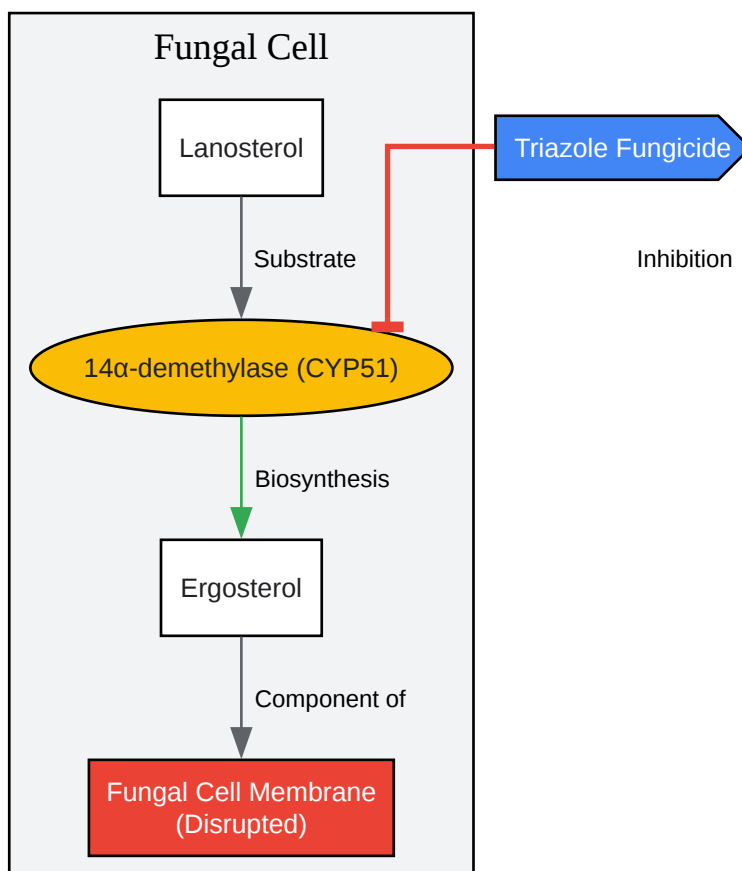 Fungal Cell
Lanosterol
Triazole Fungicide
Substrate
Inhibition
14α-demethylase (CYP51)
Biosynthesis
Ergosterol
Component of
Fungal Cell Membrane
(Disrupted)